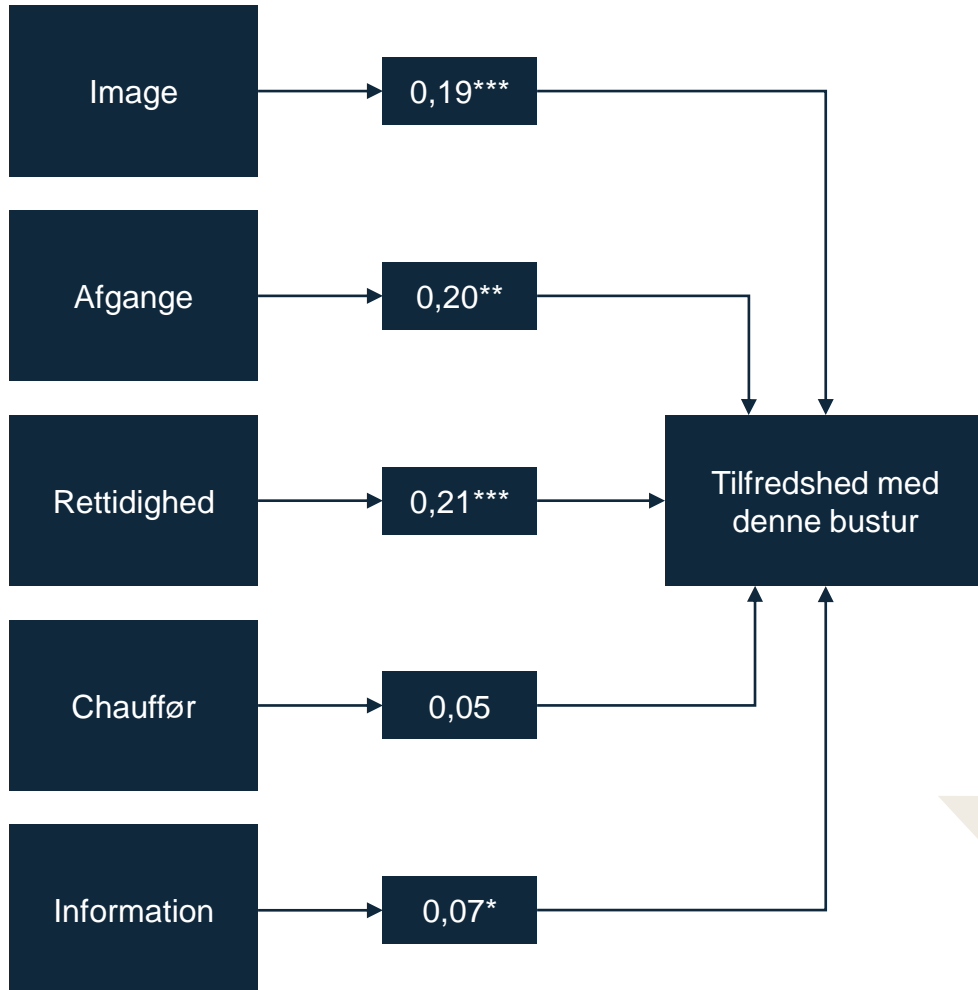 Image
0,19***
Afgange
0,20**
Rettidighed
0,21***
Tilfredshed med
denne bustur
Chauffør
0,05
Information
0,07*